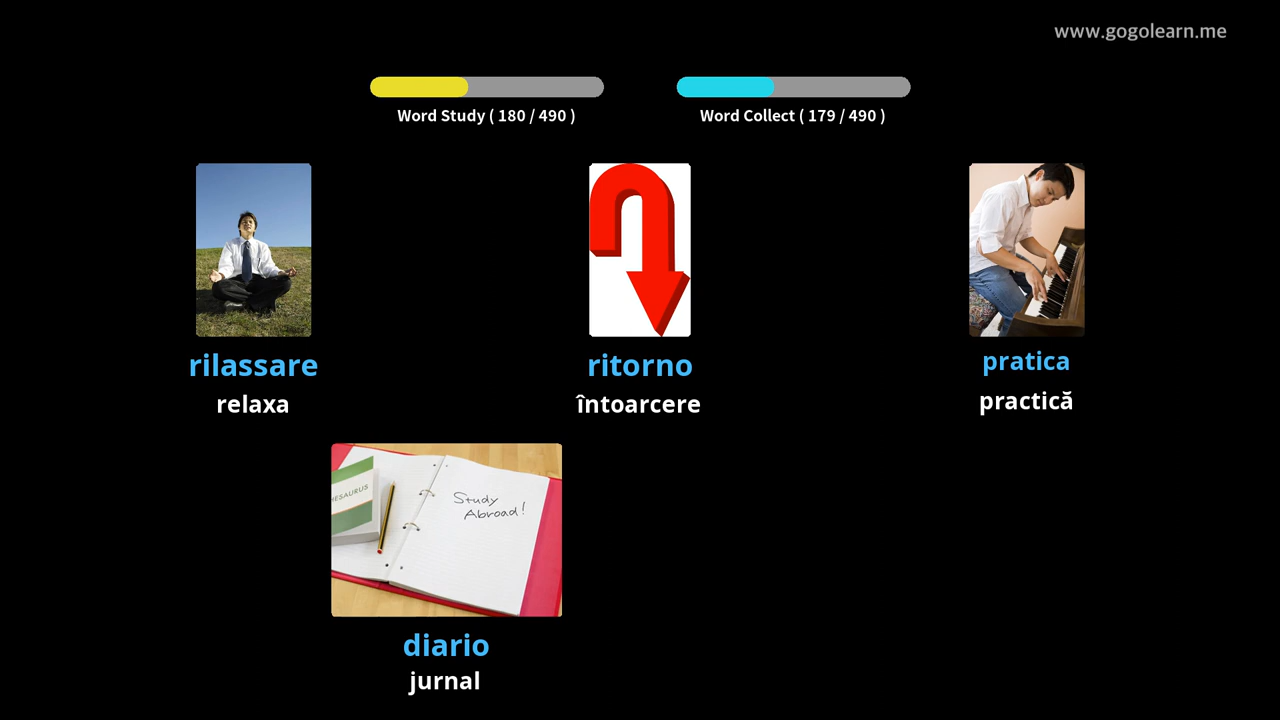 www.gogolearn.me
Word Study ( 180 / 490 )
Word Collect ( 179 / 490 )
rilassare
relaxa
ritorno
întoarcere
pratica
practică
HESAURUS
Study
Abroad!
diario
jurnal